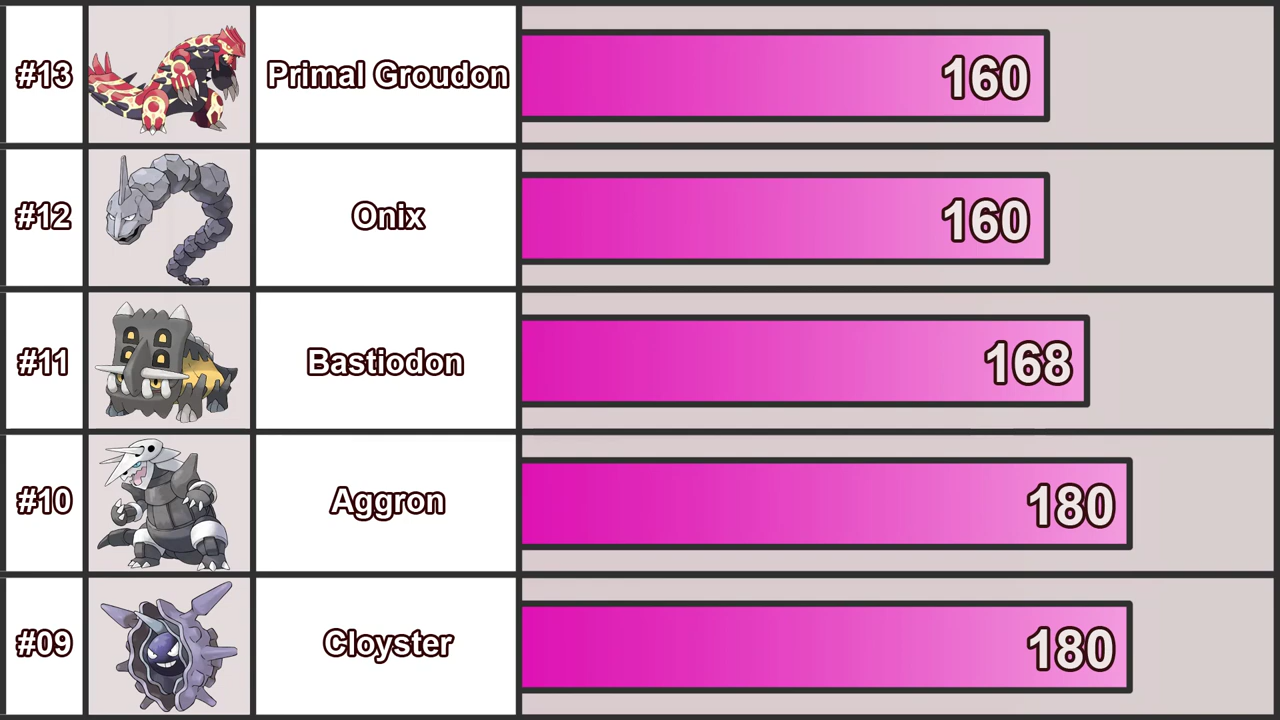 #13 Primal Groudon 160
#12 Onix 160
#11 Bastiodon 168
#10 Aggron 180
#09 Cloyster 180